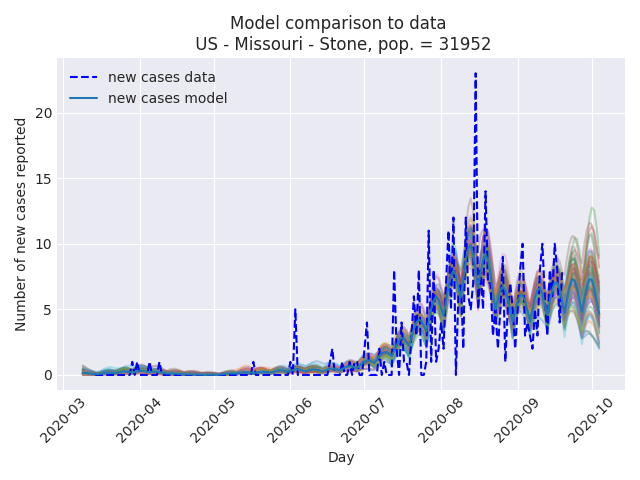 Model comparison to data
US - Missouri - Stone, pop. = 31952
new cases data
new cases model
Number of new cases reported
20
15
10
5
0
2020-03
2020-04
2020-05
2020-06
2020-07
2020-08
2020-09
2020-10
Day